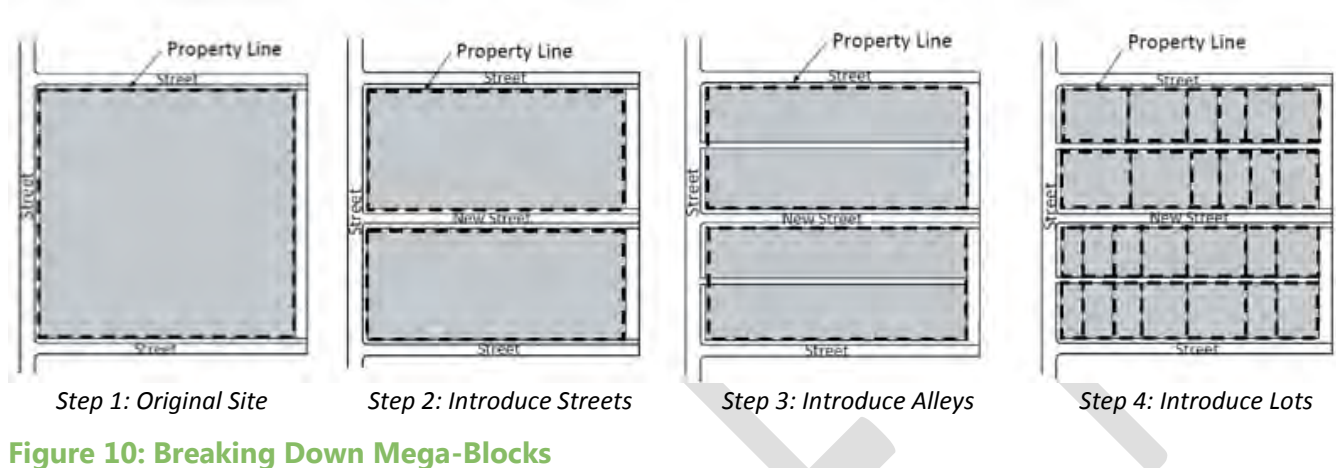 Property Line
Street
Street
Street
Step 1: Original Site
Property Line
Street
Street
New Street
Street
Step 2: Introduce Streets
Property Line
Street
Street
New Street
Street
Step 3: Introduce Alleys
Property Line
Street
Street
New Street
Street
Step 4: Introduce Lots
Figure 10: Breaking Down Mega-Blocks